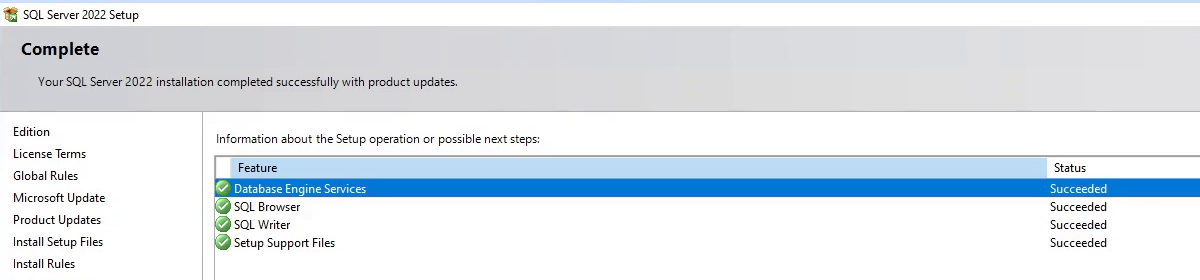 SQL Server 2022 Setup
Complete
Your SQL Server 2022 installation completed successfully with product updates.
Edition
License Terms
Global Rules
Microsoft Update
Product Updates
Install Setup Files
Install Rules
Information about the Setup operation or possible next steps:
Feature Status
Database Engine Services Succeeded
SQL Browser Succeeded
SQL Writer Succeeded
Setup Support Files Succeeded